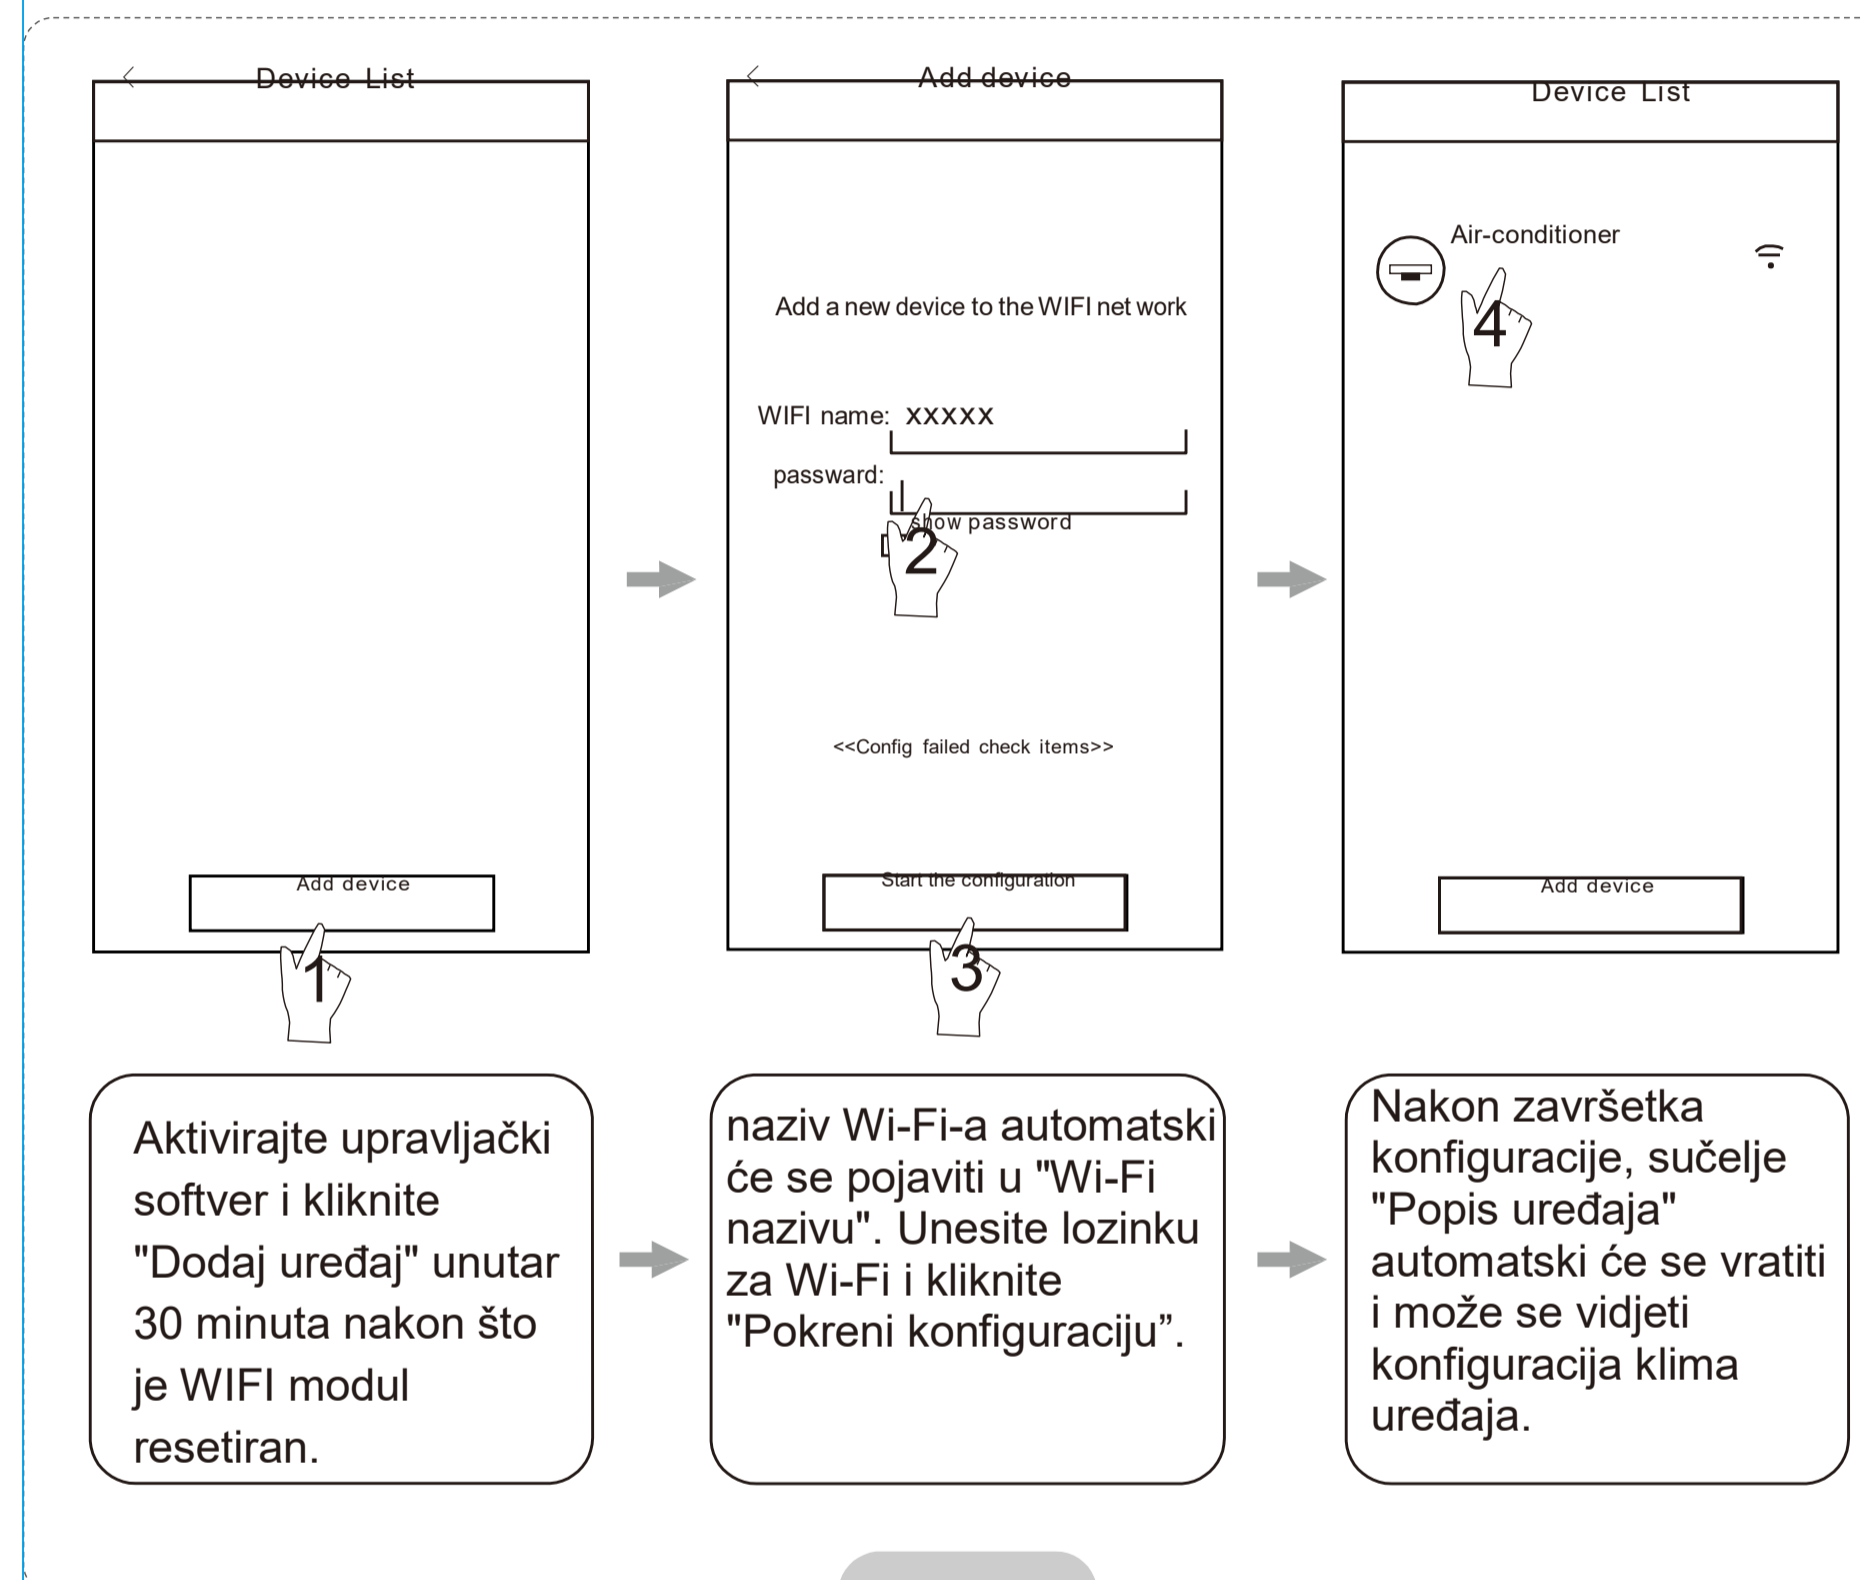 Device List
Add device
1
Add device
Add a new device to the WIFI net work
WIFI name: xxxxx
passward:
show password
2
<<Config failed check items>>
Start the configuration
3
Device List
Air-conditioner
4
Add device
Aktivirajte upravljački
softver i kliknite
"Dodaj uređaj" unutar
30 minuta nakon što
je WIFI modul
resetiran.
naziv Wi-Fi-a automatski
će se pojaviti u "Wi-Fi
nazivu". Unesite lozinku
za Wi-Fi i kliknite
"Pokreni konfiguraciju”.
Nakon završetka
konfiguracije, sučelje
"Popis uređaja"
automatski će se vratiti
i može se vidjeti
konfiguracija klima
uređaja.